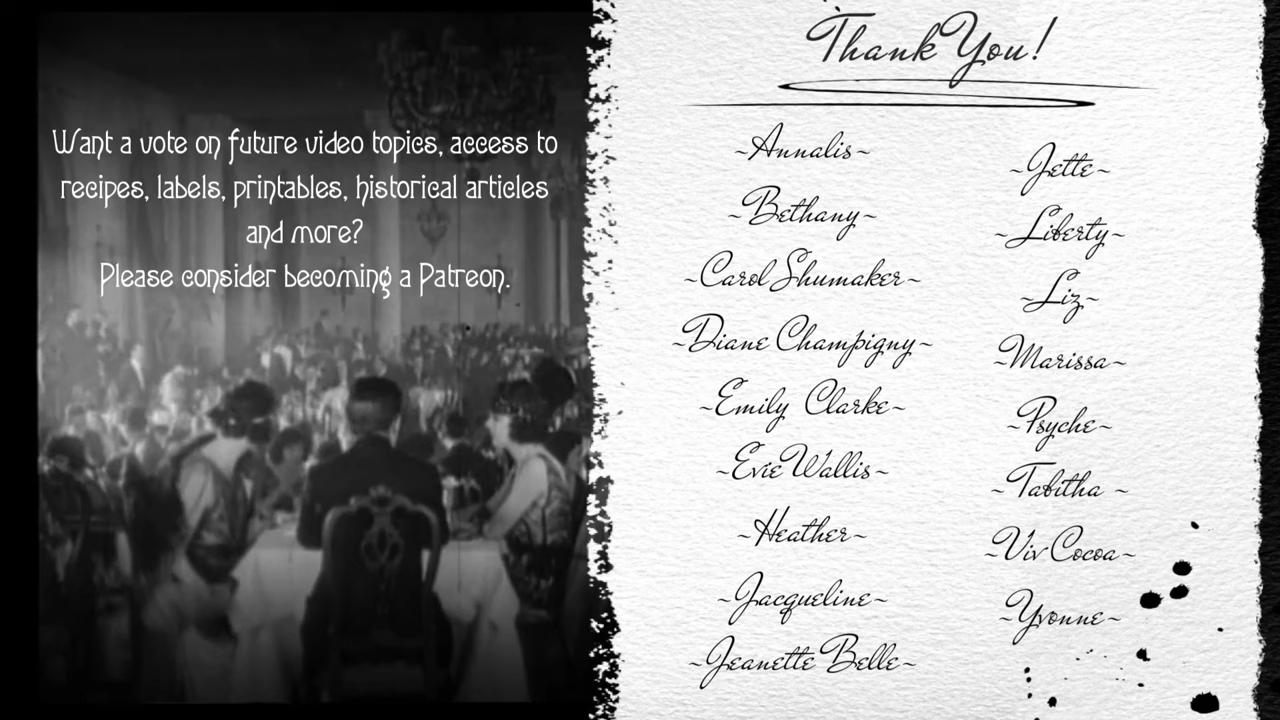 Want a vote on future video topics, access to
recipes, labels, printables, historical articles
and more?
Please consider becoming a Patreon.
Thank You!
~Annalis~
~Bethany~
~Carol Shumaker~
~Diane Champigny~
~Emily Clarke~
~Evie Wallis~
~Heather~
~Jacqueline~
~Jeanette Belle~
~Jette~
~Liberty~
~Liz~
~Marissa~
~Psyche~
~Tabitha ~
~Viv Cocoa~
~Yvonne~